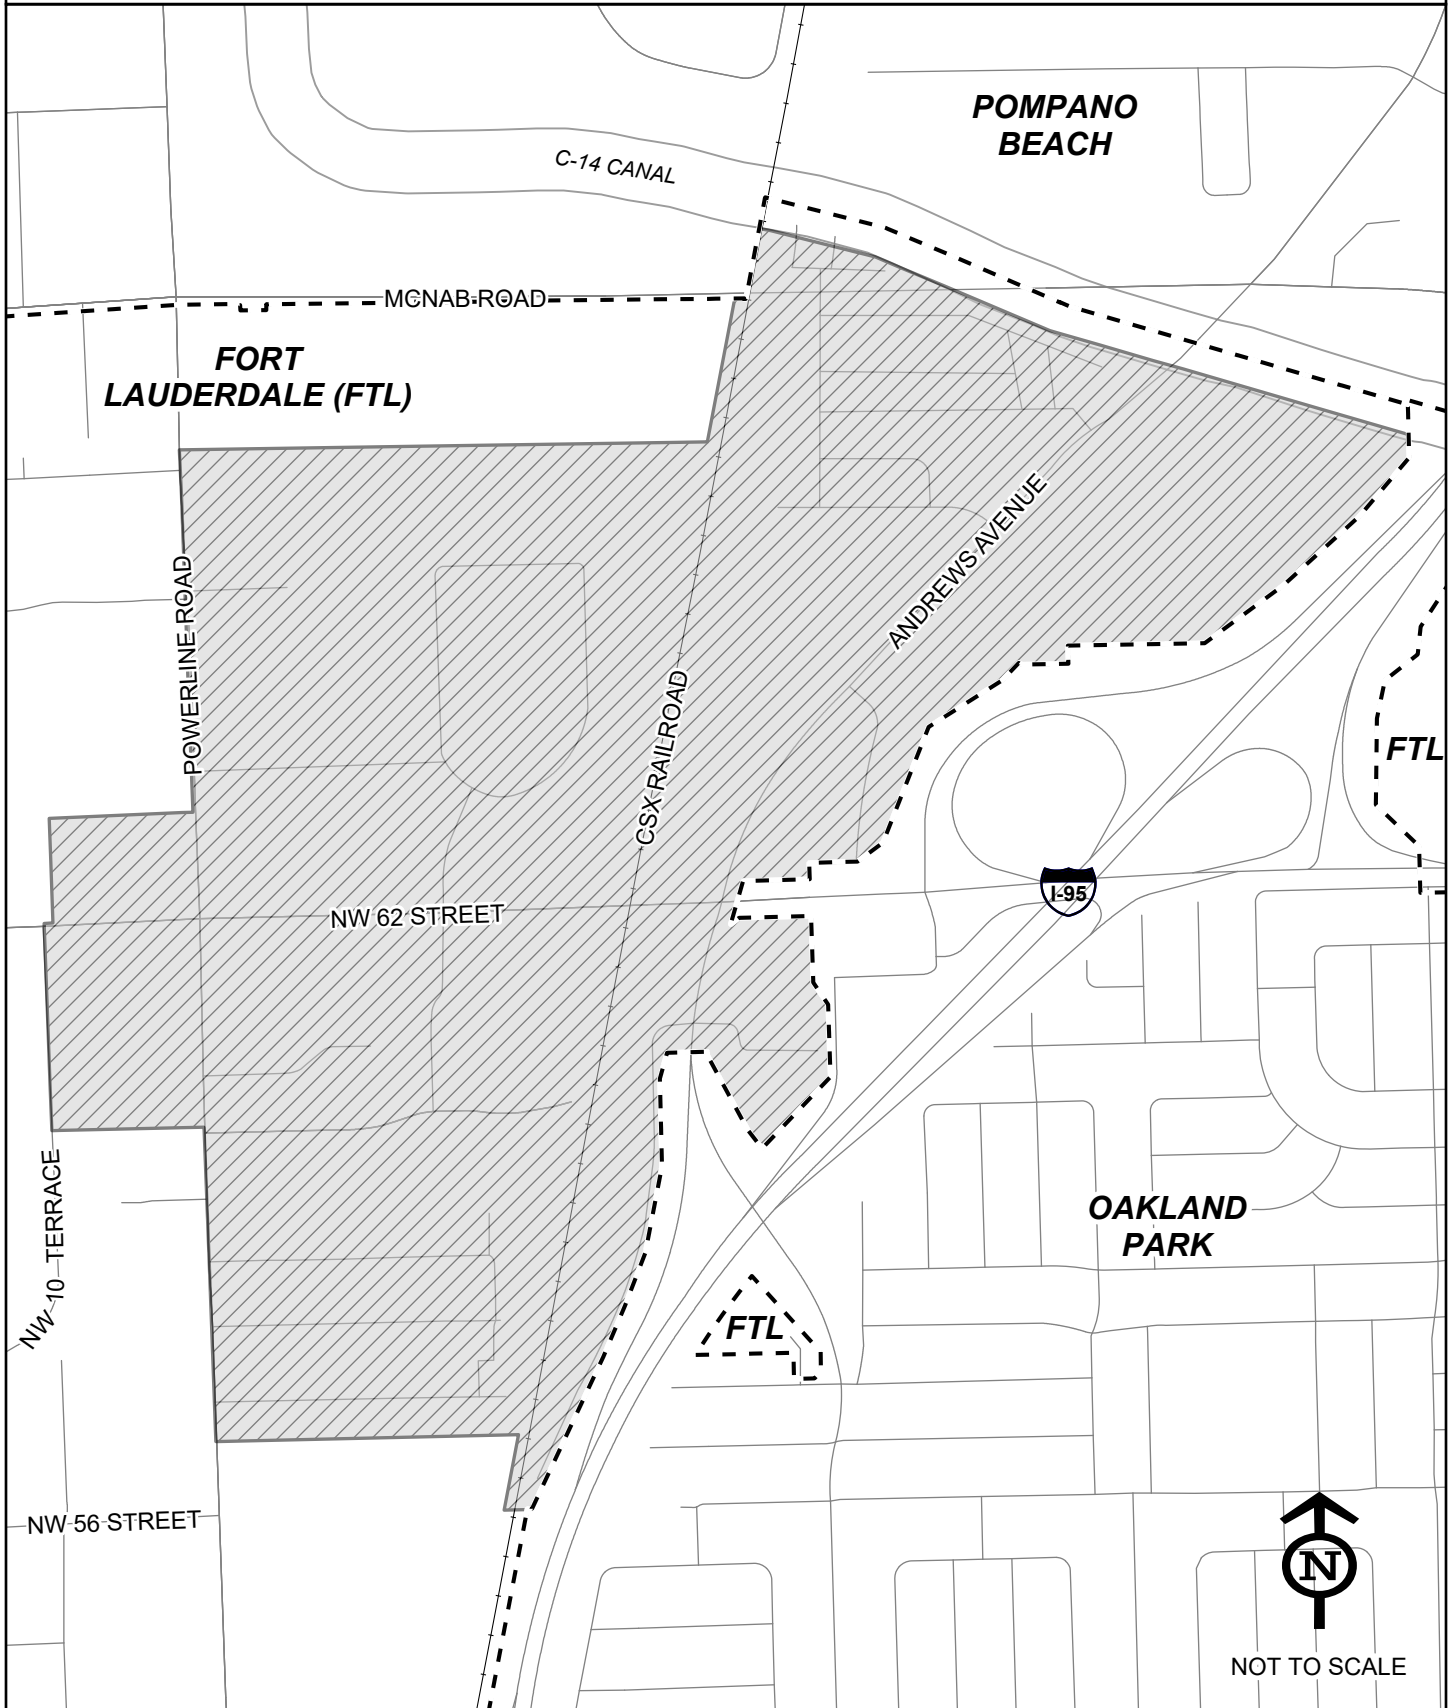 POMPANO
BEACH
C-14 CANAL
MCNAB ROAD
FORT
LAUDERDALE (FTL)
ANDREWS AVENUE
POWERLINE ROAD
CSX RAILROAD
FTL
I-95
NW 62 STREET
NW 10 TERRACE
OAKLAND
PARK
FTL
NW 56 STREET
N
NOT TO SCALE